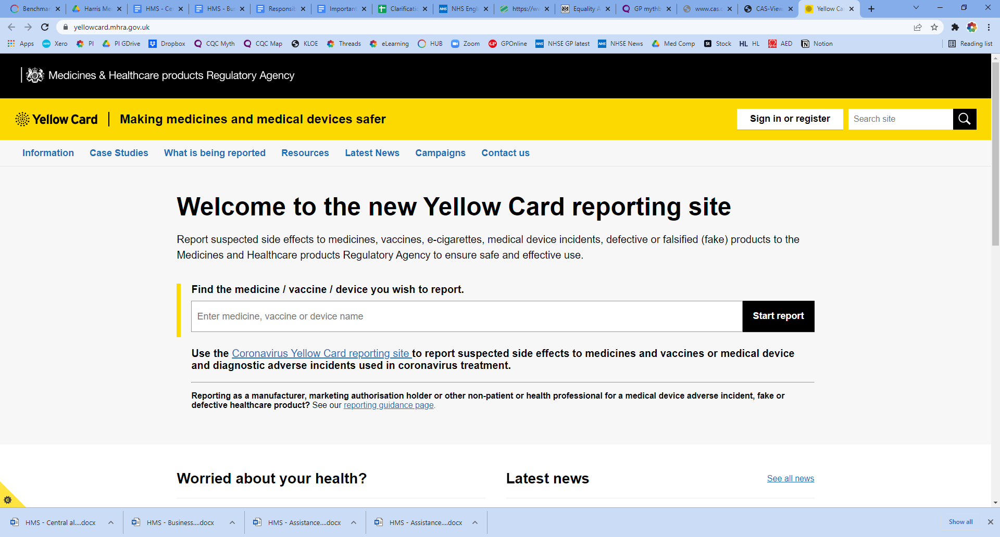 Benchmar
Harris Me
HMS - Ce
HMS - Bus
Responsib
Important
Clarificati
NHS Engl
https://ww
Equality A
GP mythb
www.cas.c
CAS-View
Yellow Ca
yellowcard.mhra.gov.uk
Apps
Xero
PI
PI GDrive
Dropbox
CQC Myth
CQC Map
KLOE
Threads
eLearning
HUB
Zoom
GPOnline
NHSE GP latest
NHSE News
Med Comp
Stock
HL HL
AED
Notion
Reading list
Medicines & Healthcare products Regulatory Agency
Yellow Card
Making medicines and medical devices safer
Sign in or register
Search site
Information
Case Studies
What is being reported
Resources
Latest News
Campaigns
Contact us
Welcome to the new Yellow Card reporting site
Report suspected side effects to medicines, vaccines, e-cigarettes, medical device incidents, defective or falsified (fake) products to the
Medicines and Healthcare products Regulatory Agency to ensure safe and effective use.
Find the medicine / vaccine / device you wish to report.
Enter medicine, vaccine or device name
Start report
Use the Coronavirus Yellow Card reporting site to report suspected side effects to medicines and vaccines or medical device
and diagnostic adverse incidents used in coronavirus treatment.
Reporting as a manufacturer, marketing authorisation holder or other non-patient or health professional for a medical device adverse incident, fake or
defective healthcare product? See our reporting guidance page.
Worried about your health?
Latest news
See all news
HMS - Central al....docx
HMS - Business....docx
HMS - Assistance....docx
HMS - Assistance....docx
Show all